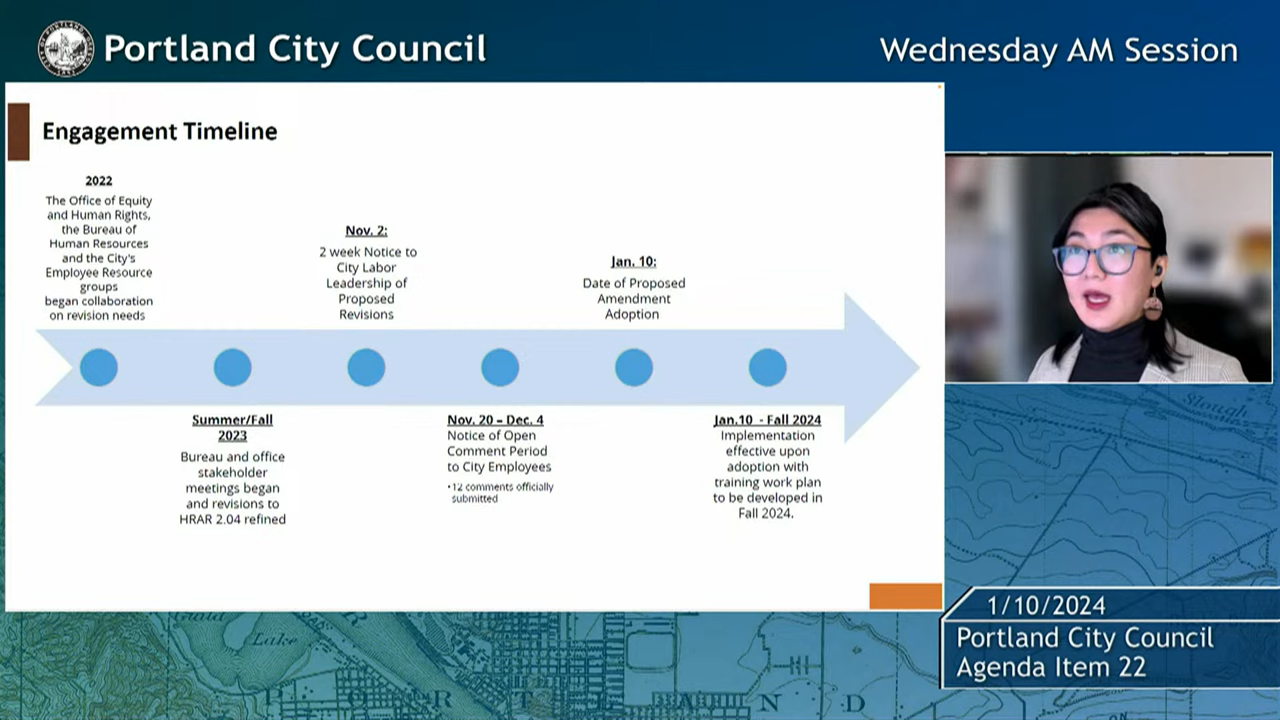 Portland City Council
Wednesday AM Session
Engagement Timeline
2022
The Office of Equity
and Human Rights,
the Bureau of
Human Resources
and the City's
Employee Resource
groups
began collaboration
on revision needs
Summer/Fall
2023
Bureau and office
stakeholder
meetings began
and revisions to
HRAR 2.04 refined
Nov. 2:
2 week Notice to
City Labor
Leadership of
Proposed
Revisions
Nov. 20 – Dec. 4
Notice of Open
Comment Period
to City Employees
•12 comments officially
submitted
Jan. 10:
Date of Proposed
Amendment
Adoption
Jan.10 - Fall 2024
Implementation
effective upon
adoption with
training work plan
to be developed in
Fall 2024.
Slough
1/10/2024
Portland City Council
Agenda Item 22
Guild
Lake
P O R T L A N D